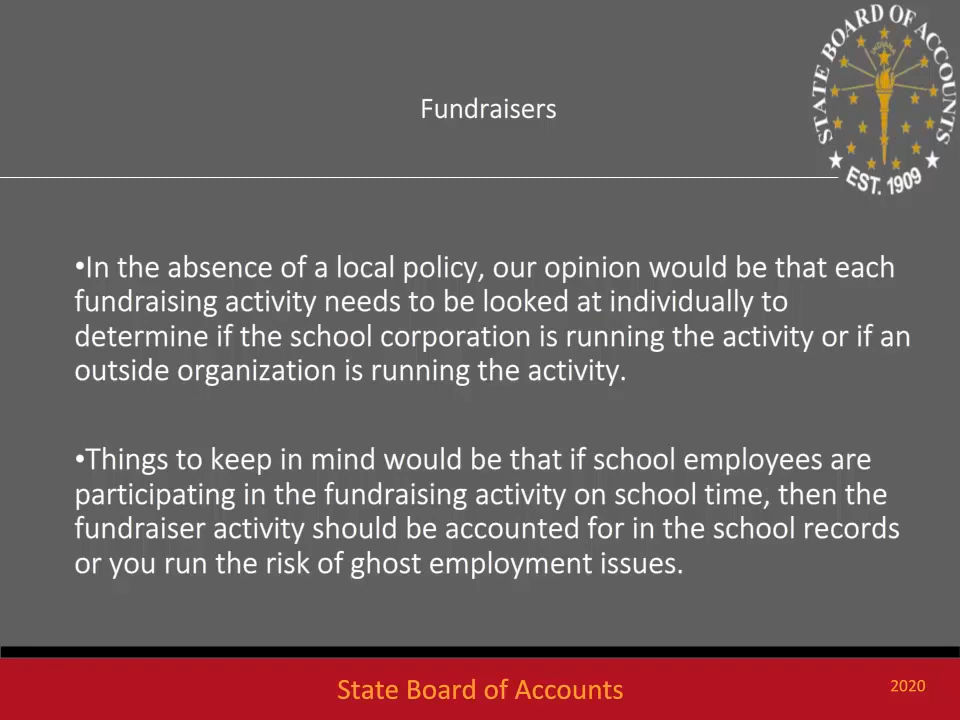 STATE BOARD OF ACCOUNTS
INDIANA
EST. 1909
Fundraisers
•In the absence of a local policy, our opinion would be that each
fundraising activity needs to be looked at individually to
determine if the school corporation is running the activity or if an
outside organization is running the activity.
•Things to keep in mind would be that if school employees are
participating in the fundraising activity on school time, then the
fundraiser activity should be accounted for in the school records
or you run the risk of ghost employment issues.
State Board of Accounts
2020